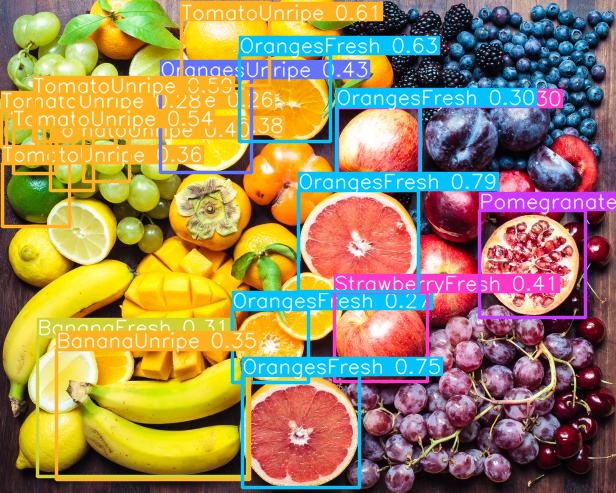 TomatoUnripe 0.61
OrangesFresh 0.63
OrangesUnripe 0.43
TomatoUnripe
OrangesFresh 0.30
30
TomatoUnripe 0.54
38
TomatoUnripe 0.36
OrangesFresh 0.79
Pomegranate
StrawberryFresh 0.41
OrangesFresh 0.27
BananaFresh 0.31
BananaUnripe 0.35
OrangesFresh 0.75